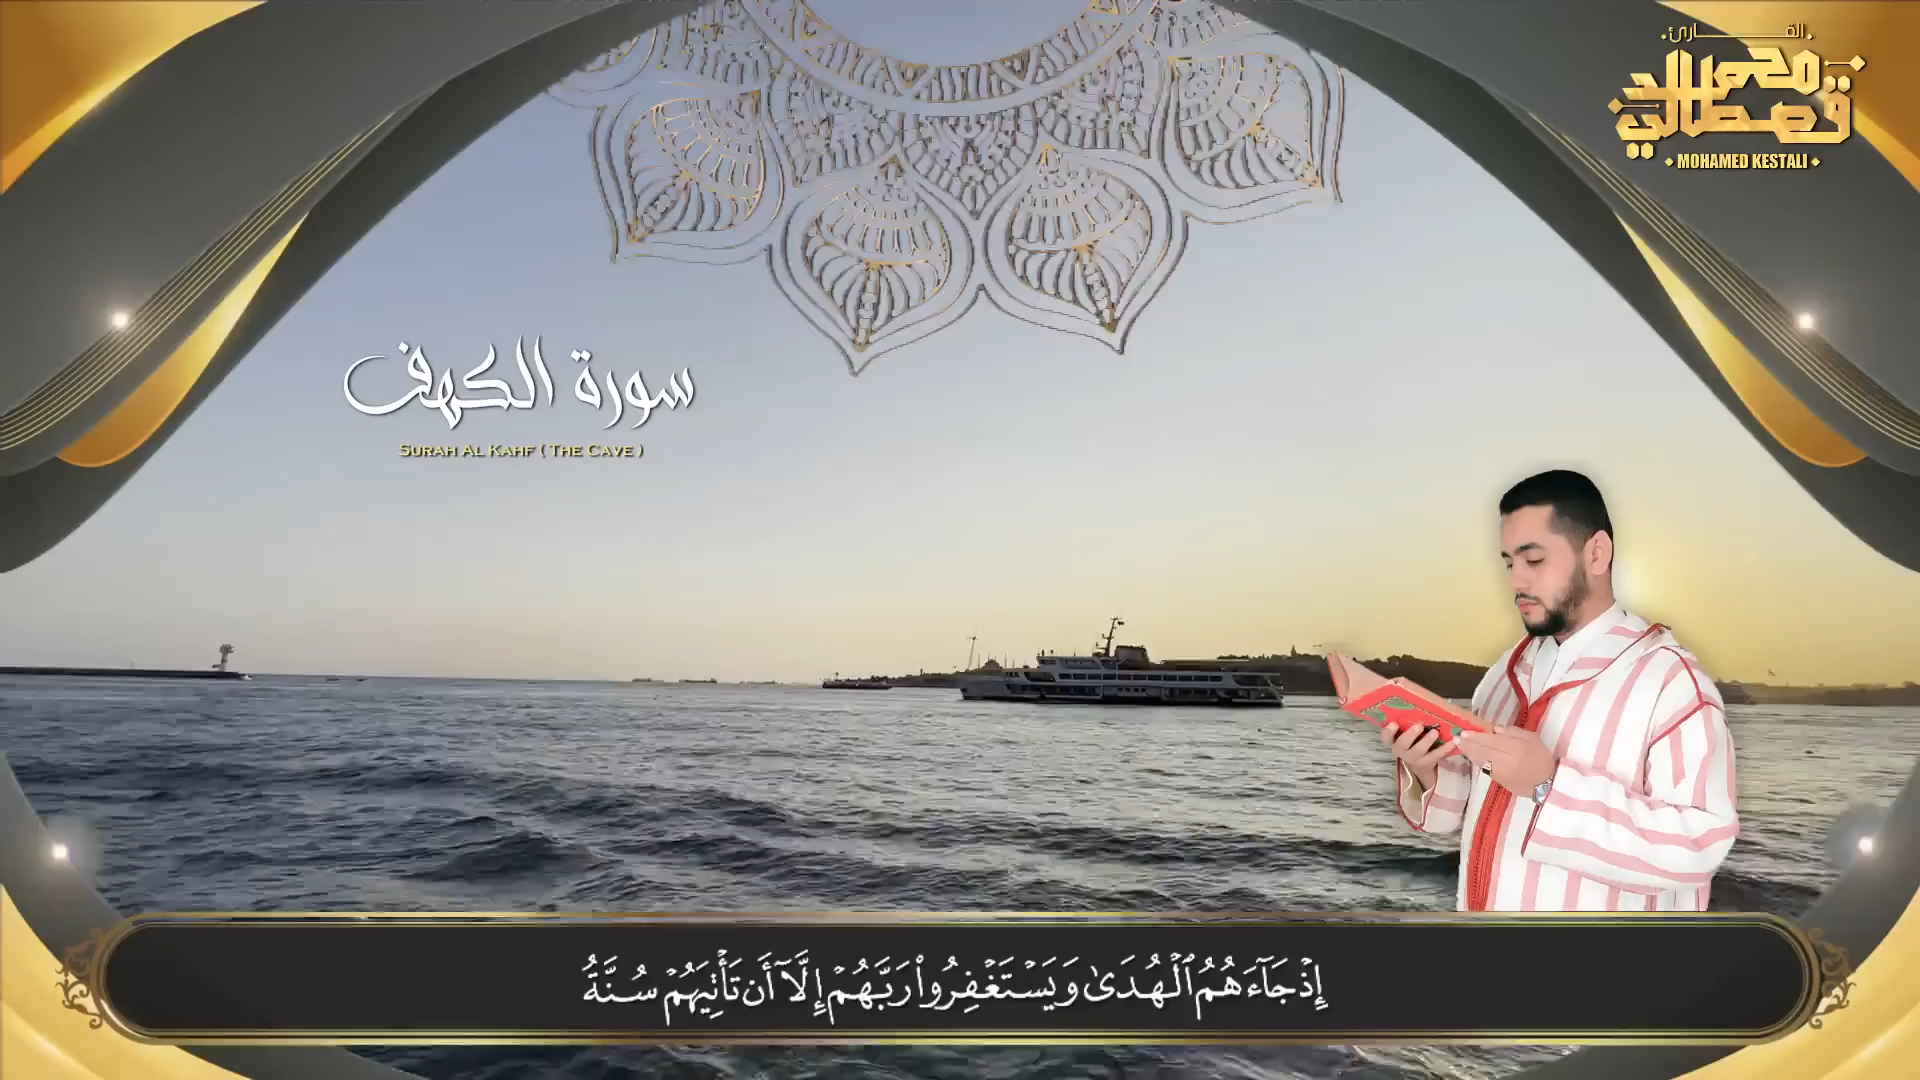 القارئ
محمد
قصطالي
MOHAMED KESTALI
سورة الكهف
SURAH AL KAHF ( THE CAVE )
إِذْ جَآءَهُمُ ٱلْهُدَىٰ وَيَسْتَغْفِرُوا۟ رَبَّهُمْ إِلَّآ أَن تَأْتِيَهُمْ سُنَّةُ